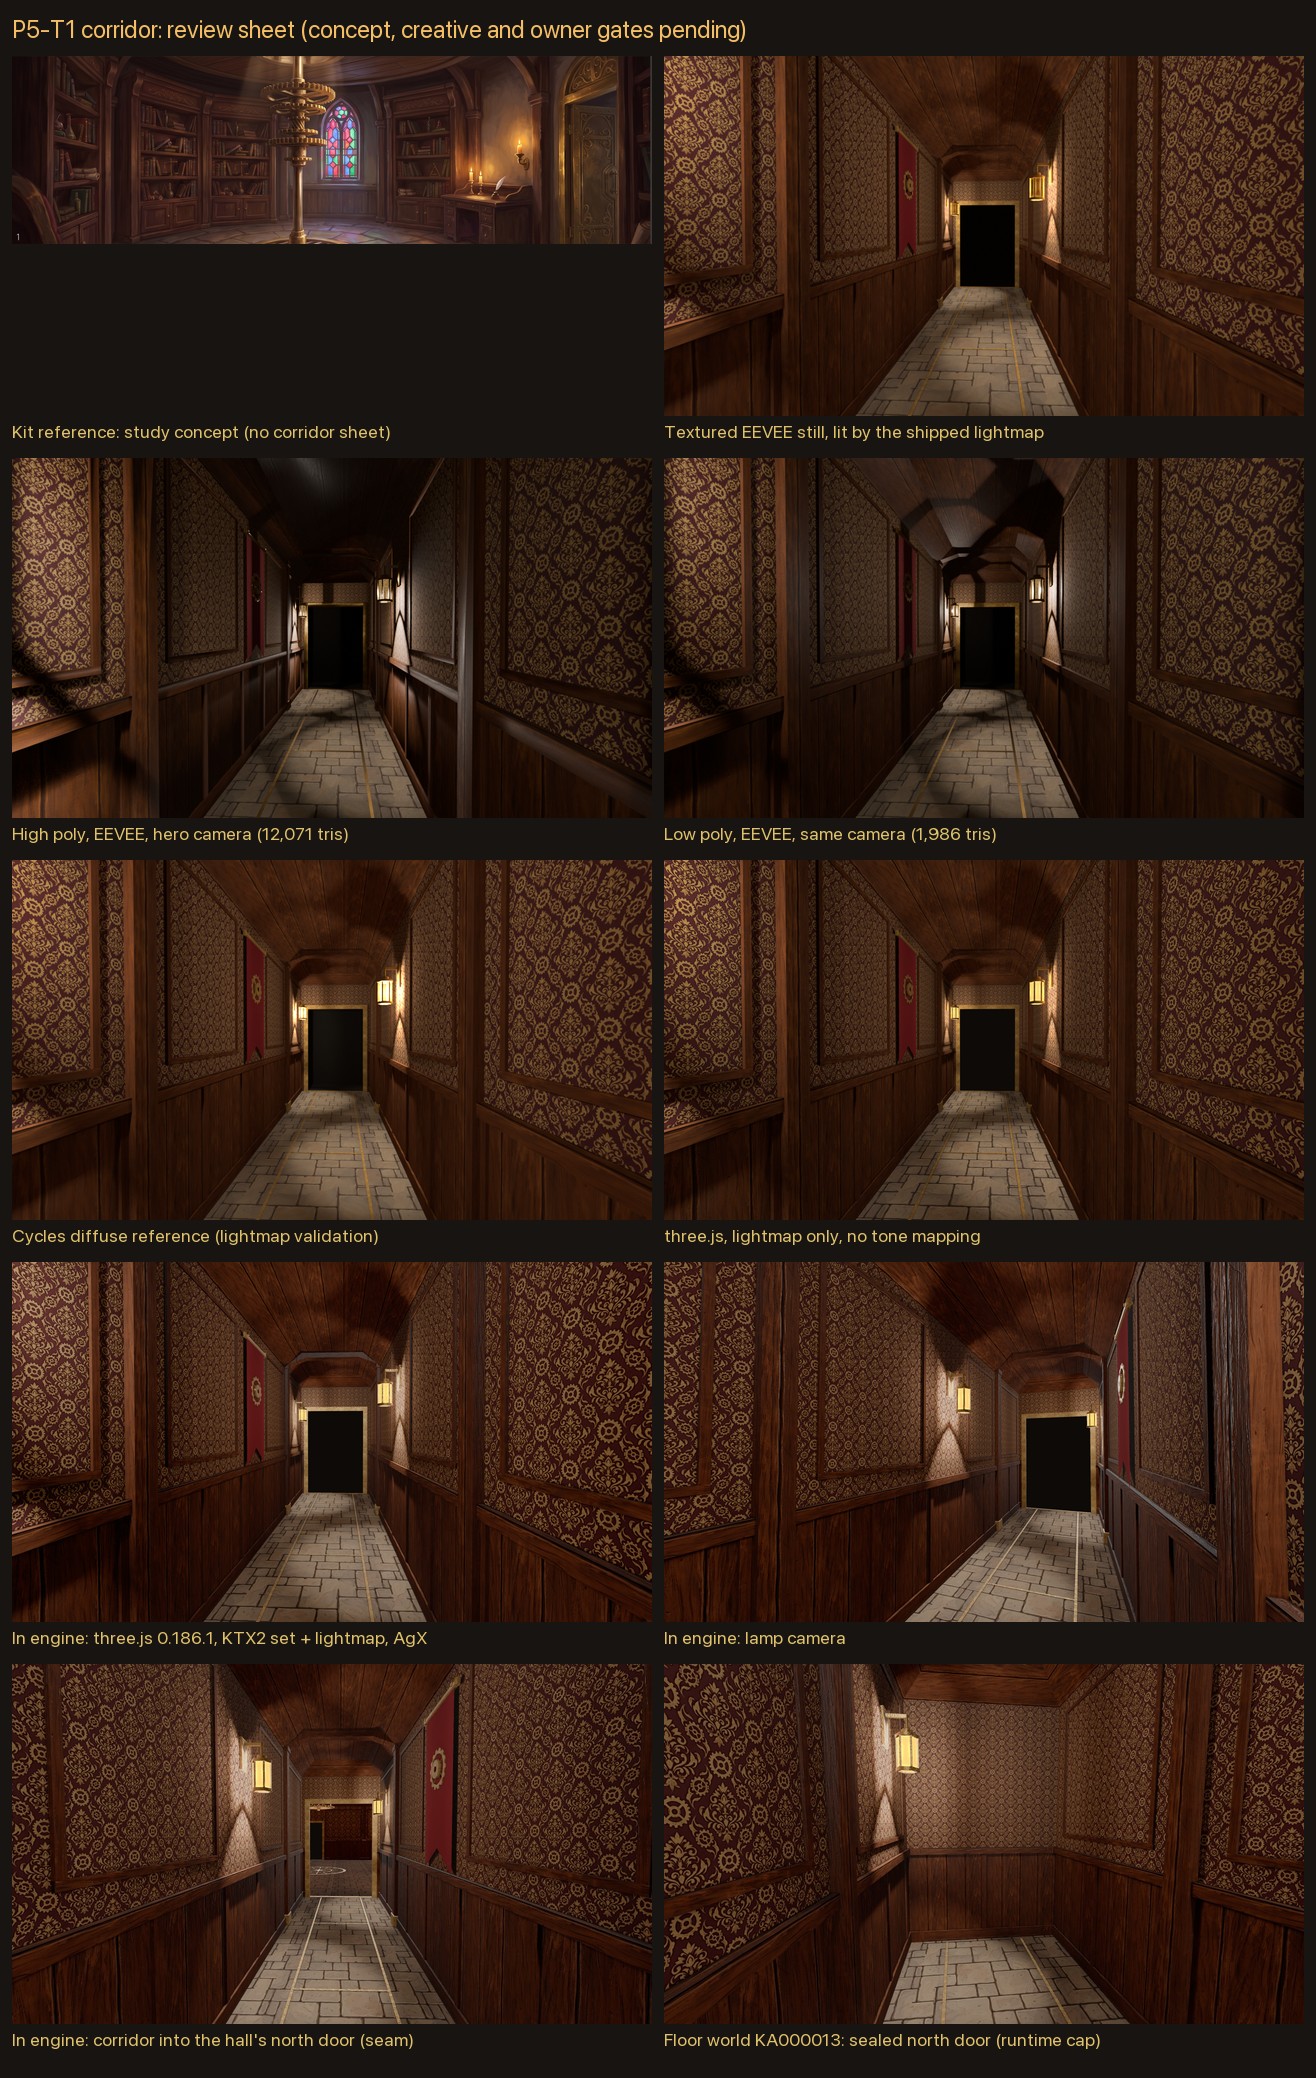 P5-T1 corridor: review sheet (concept, creative and owner gates pending)
1
Kit reference: study concept (no corridor sheet)
Textured EEVEE still, lit by the shipped lightmap
High poly, EEVEE, hero camera (12,071 tris)
Low poly, EEVEE, same camera (1,986 tris)
Cycles diffuse reference (lightmap validation)
three.js, lightmap only, no tone mapping
In engine: three.js 0.186.1, KTX2 set + lightmap, AgX
In engine: lamp camera
In engine: corridor into the hall's north door (seam)
Floor world KA000013: sealed north door (runtime cap)